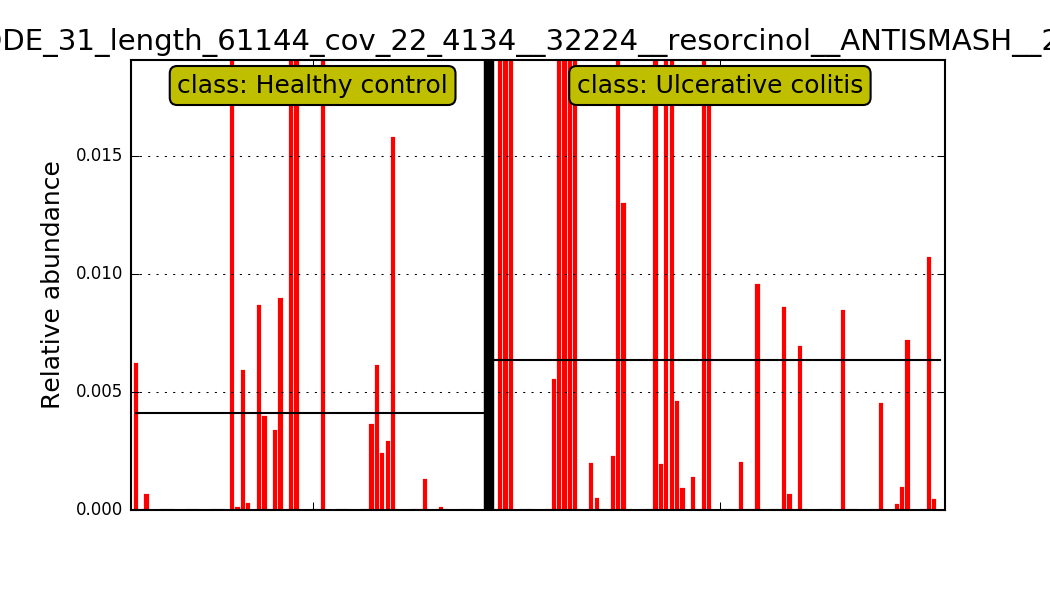 DE_31_length_61144_cov_22_4134__32224__resorcinol__ANTISMASH__2
class: Healthy control
class: Ulcerative colitis
Relative abundance
0.015
0.010
0.005
0.000